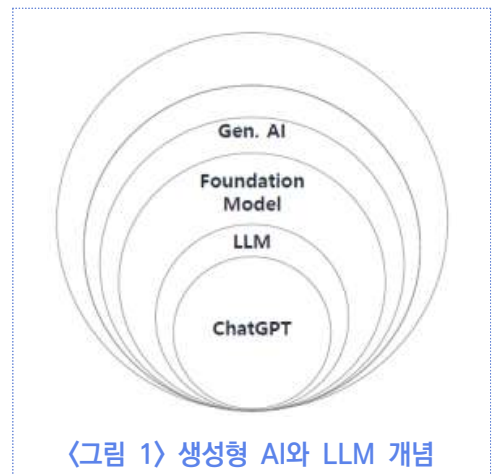 Gen. AI
Foundation
Model
LLM
ChatGPT
〈그림 1〉 생성형 AI와 LLM 개념